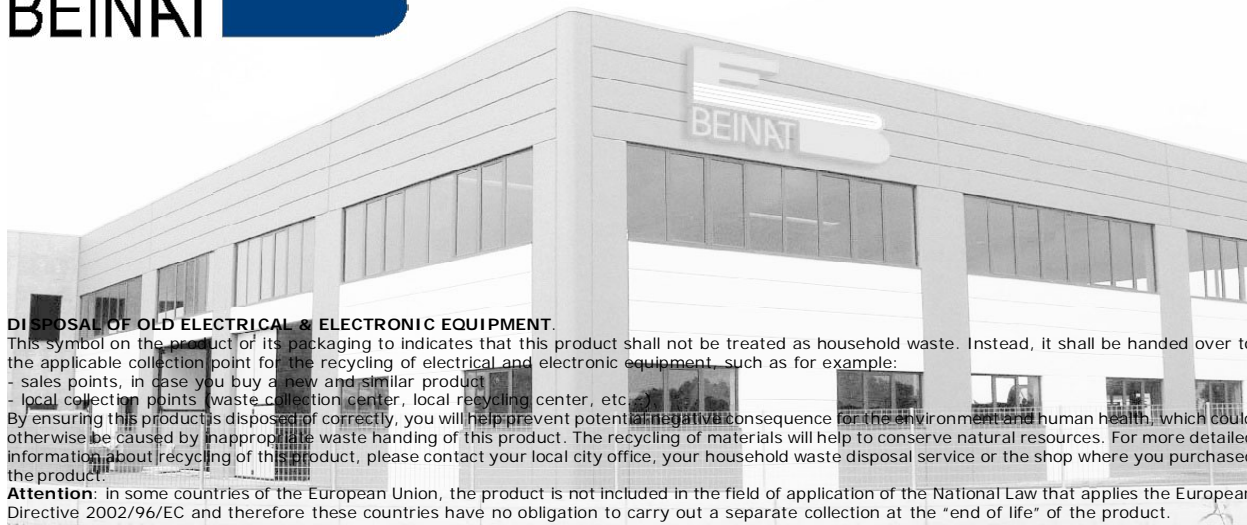 BEINAT
BEINAT
DISPOSAL OF OLD ELECTRICAL & ELECTRONIC EQUIPMENT.
This symbol on the product or its packaging to indicates that this product shall not be treated as household waste. Instead, it shall be handed over to
the applicable collection point for the recycling of electrical and electronic equipment, such as for example:
- sales points, in case you buy a new and similar product
- local collection points (waste collection center, local recycling center, etc...).
By ensuring this product is disposed of correctly, you will help prevent potential negative consequence for the environment and human health, which could
otherwise be caused by inappropriate waste handing of this product. The recycling of materials will help to conserve natural resources. For more detailed
information about recycling of this product, please contact your local city office, your household waste disposal service or the shop where you purchased
the product.
Attention: in some countries of the European Union, the product is not included in the field of application of the National Law that applies the European
Directive 2002/96/EC and therefore these countries have no obligation to carry out a separate collection at the “end of life” of the product.